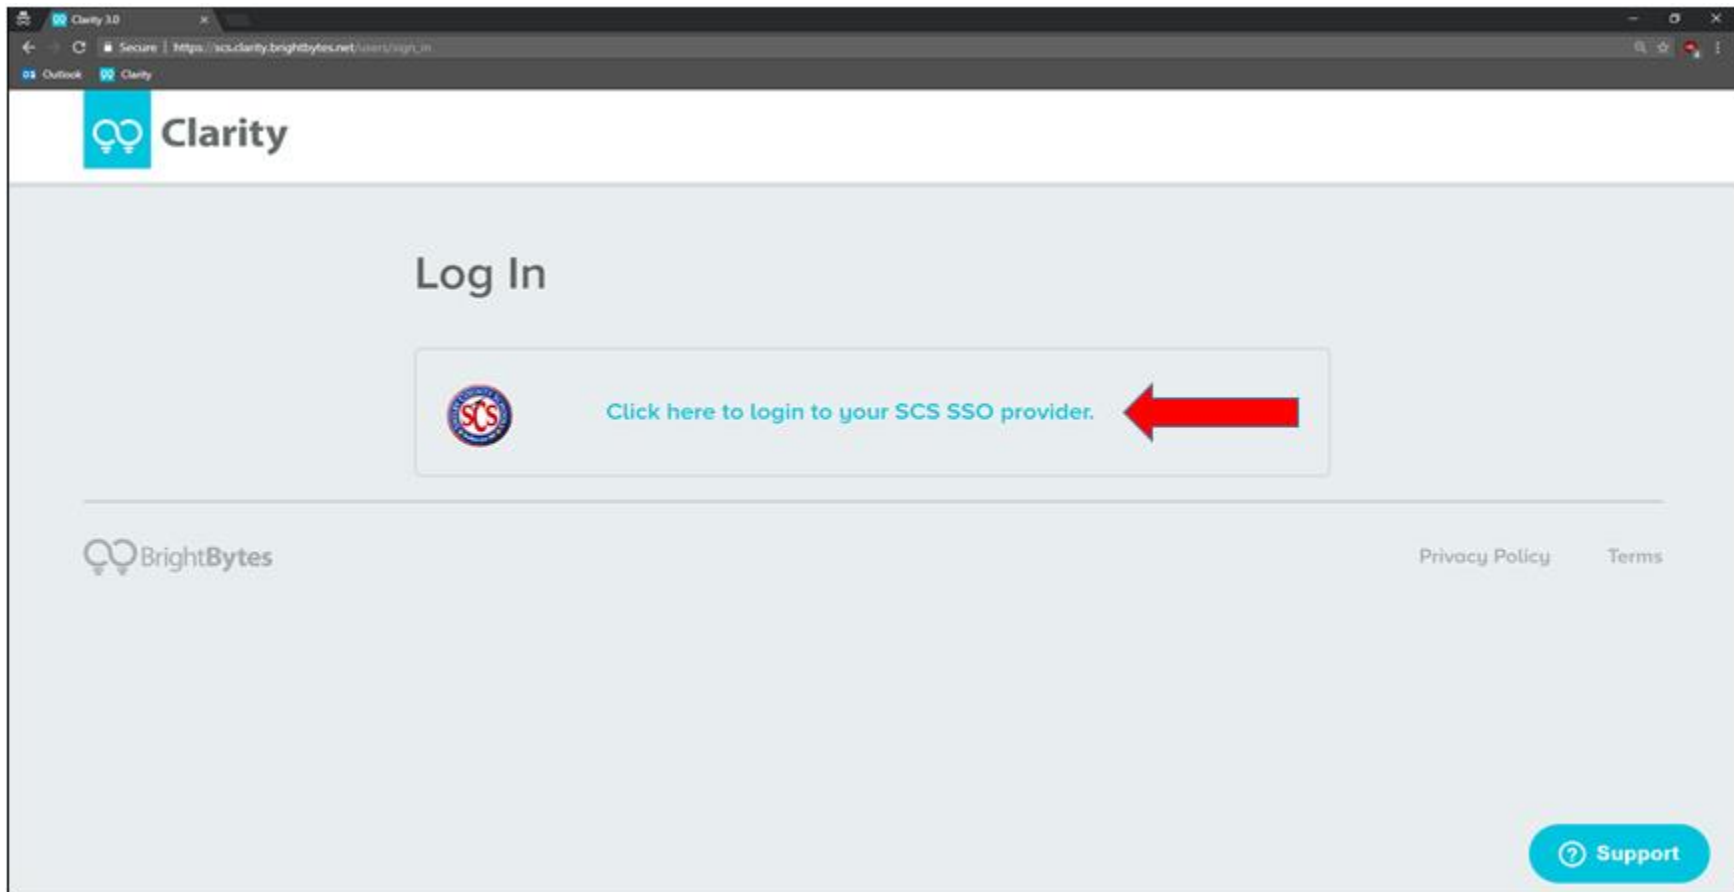 Clarity 3.0
Secure | https://scs.clarity.brightbytes.net/users/sign_in
Outlook Clarity
Clarity
Log In
SCS
Click here to login to your SCS SSO provider.
BrightBytes
Privacy Policy Terms
Support